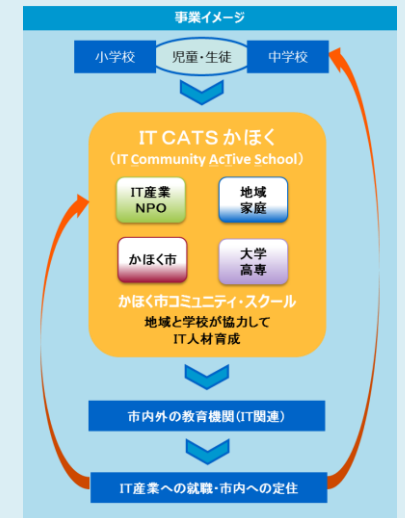 事業イメージ
小学校
児童・生徒
中学校
IT CATS かほく
(IT Community AcTive School)
IT産業
NPO
地域
家庭
かほく市
大学
高専
かほく市コミュニティ・スクール
地域と学校が協力して
IT人材育成
市内外の教育機関(IT関連)
IT産業への就職・市内への定住